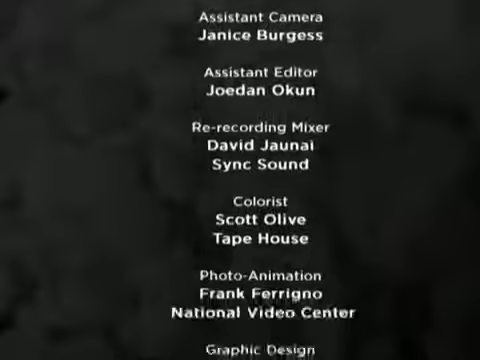 Assistant Camera
Janice Burgess
Assistant Editor
Joedan Okun
Re-recording Mixer
David Jaunai
Sync Sound
Colorist
Scott Olive
Tape House
Photo-Animation
Frank Ferrigno
National Video Center
Graphic Design